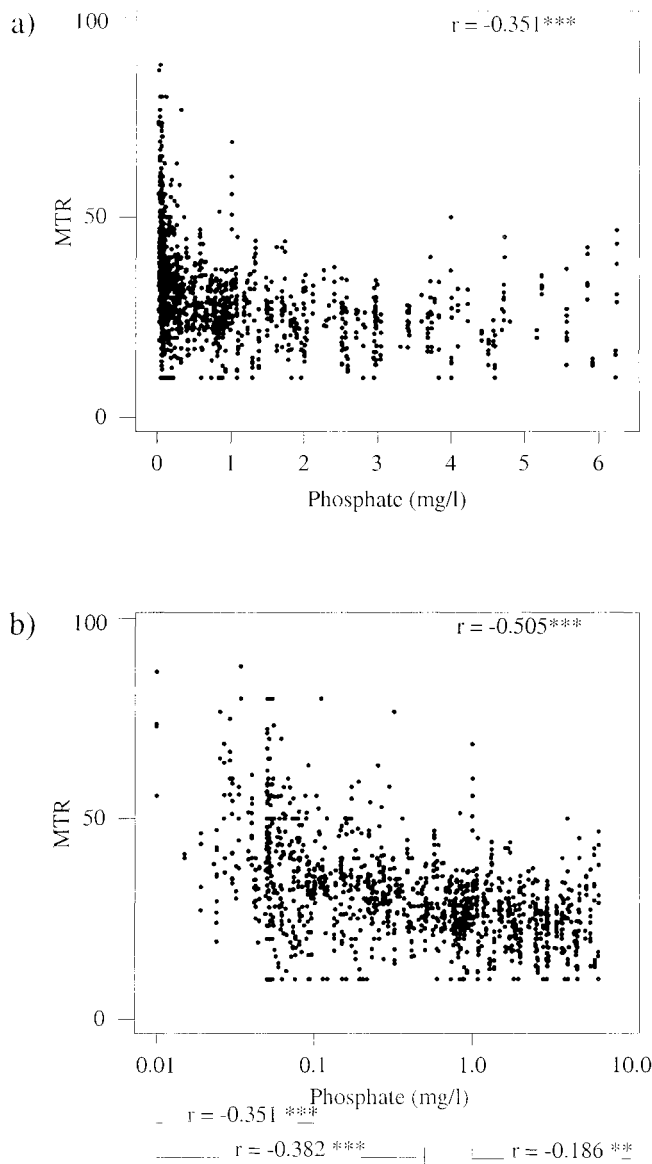 a)
r = -0.351***
100
50
0
MTR
0 1 2 3 4 5 6
Phosphate (mg/l)
b)
r = -0.505***
100
50
0
MTR
0.01 0.1 1.0 10.0
Phosphate (mg/l)
r = -0.351 ***
r = -0.382 *** r = -0.186 **